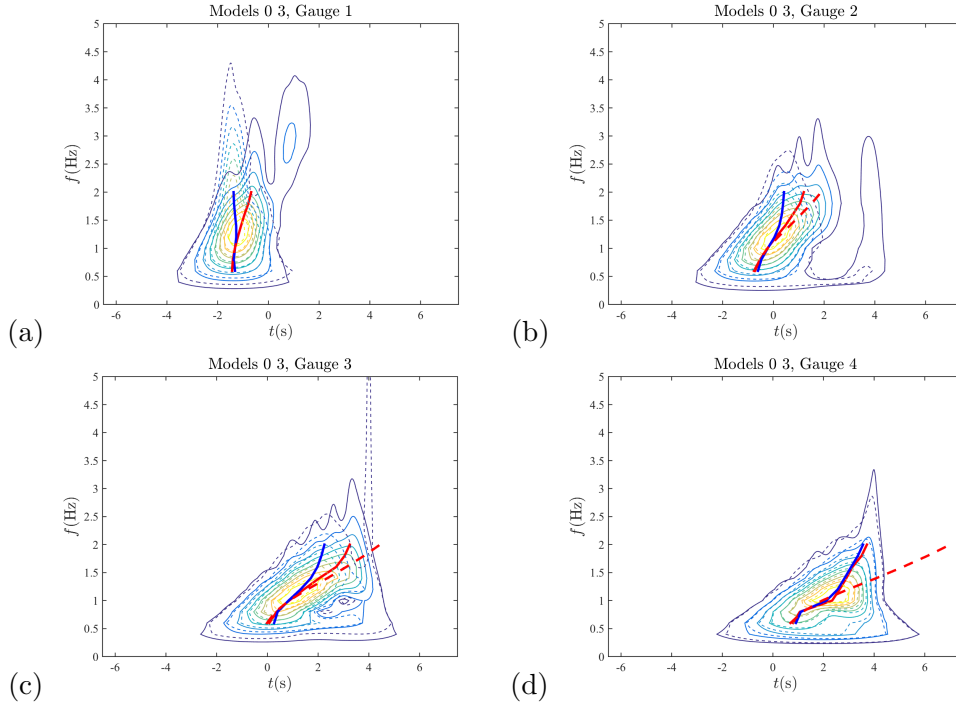 Models 0 3, Gauge 1
5
4.5
4
3.5
3
2.5
2
1.5
1
0.5
0
f(Hz)
-6 -4 -2 0 2 4 6
t(s)
(a)
Models 0 3, Gauge 2
5
4.5
4
3.5
3
2.5
2
1.5
1
0.5
0
f(Hz)
-6 -4 -2 0 2 4 6
t(s)
(b)
Models 0 3, Gauge 3
5
4.5
4
3.5
3
2.5
2
1.5
1
0.5
0
f(Hz)
-6 -4 -2 0 2 4 6
t(s)
(c)
Models 0 3, Gauge 4
5
4.5
4
3.5
3
2.5
2
1.5
1
0.5
0
f(Hz)
-6 -4 -2 0 2 4 6
t(s)
(d)